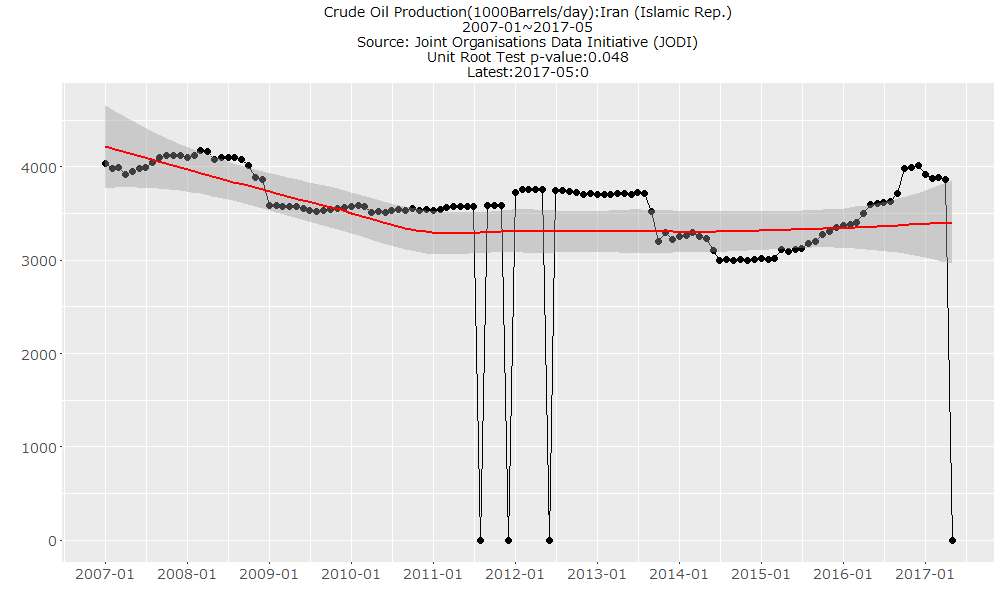 Crude Oil Production(1000Barrels/day):Iran (Islamic Rep.)
2007-01~2017-05
Source: Joint Organisations Data Initiative (JODI)
Unit Root Test p-value:0.048
Latest:2017-05:0
4000
3000
2000
1000
0
2007-01 2008-01 2009-01 2010-01 2011-01 2012-01 2013-01 2014-01 2015-01 2016-01 2017-01